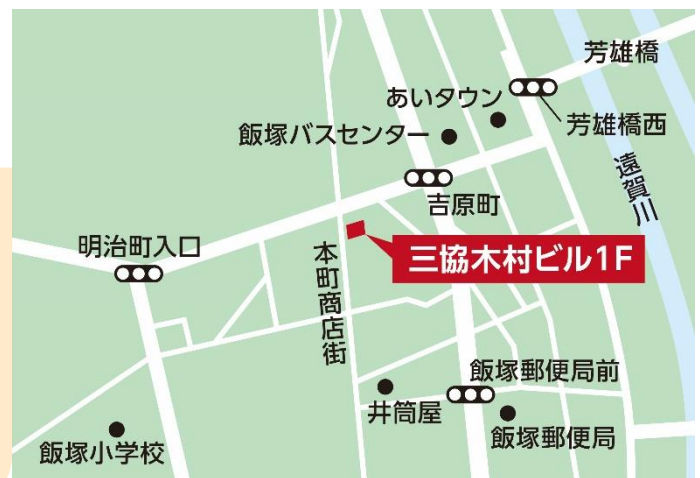 芳雄橋
あいタウン
飯塚バスセンター
芳雄橋西
遠賀川
吉原町
明治町入口
本町商店街
三協木村ビル1F
飯塚郵便局前
井筒屋
飯塚郵便局
飯塚小学校